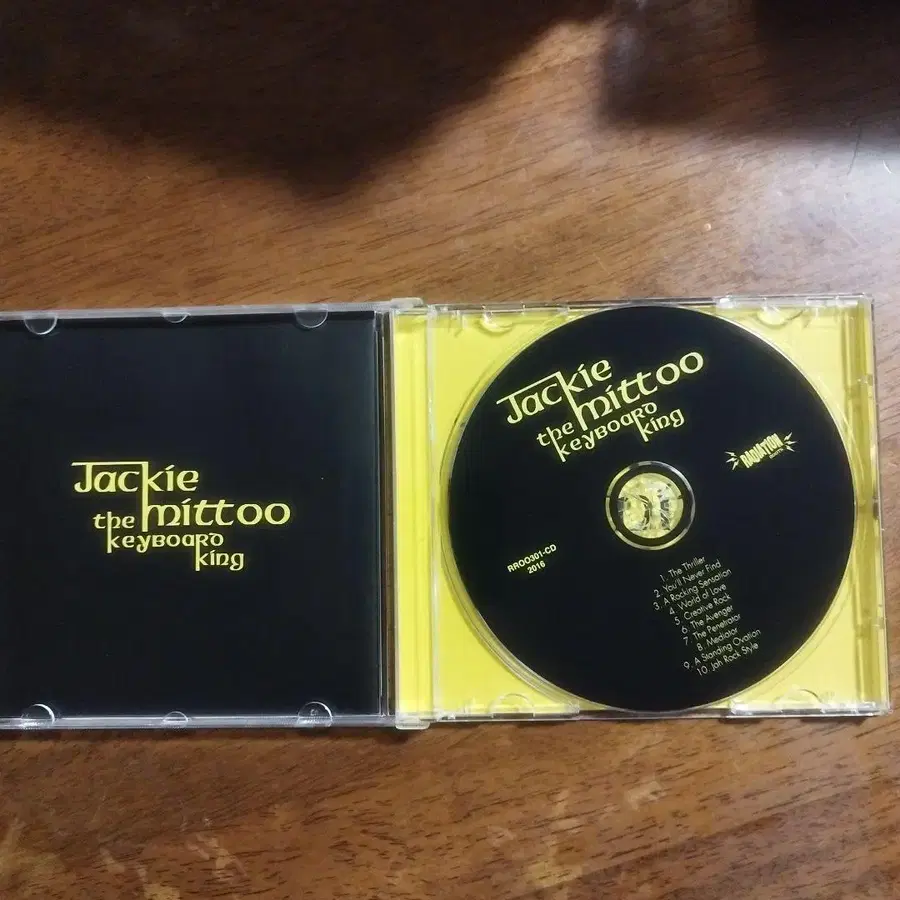 Jackie
the mittoo
keyboard
king
Jackie
mittoo
the
keyboard
king
RADIATION
RROO301-CD
2016
1. The Thriller
2. You'll Never Find
3. A Rocking Sensation
4. World of Love
5. Creative Rock
6. The Avenger
7. The Penetrator
8. Mediator
9. A Standing Ovation
10. Jah Rock Style